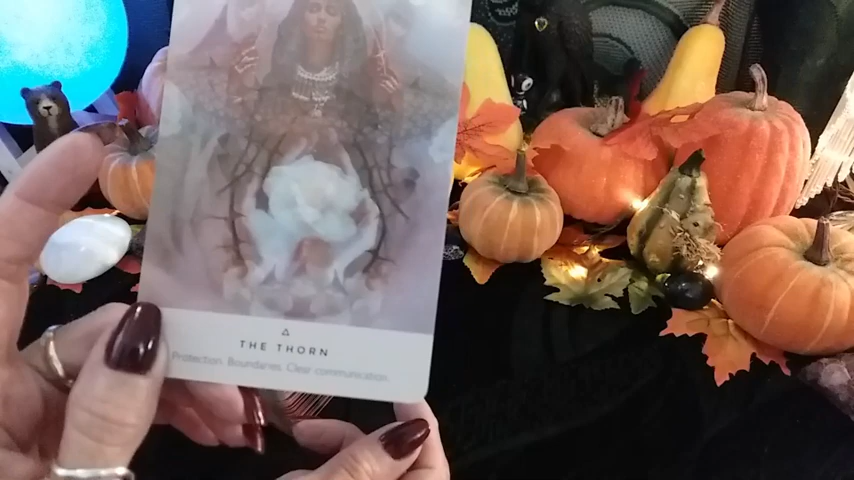 THE THORN
Protection. Boundaries. Clear communication.